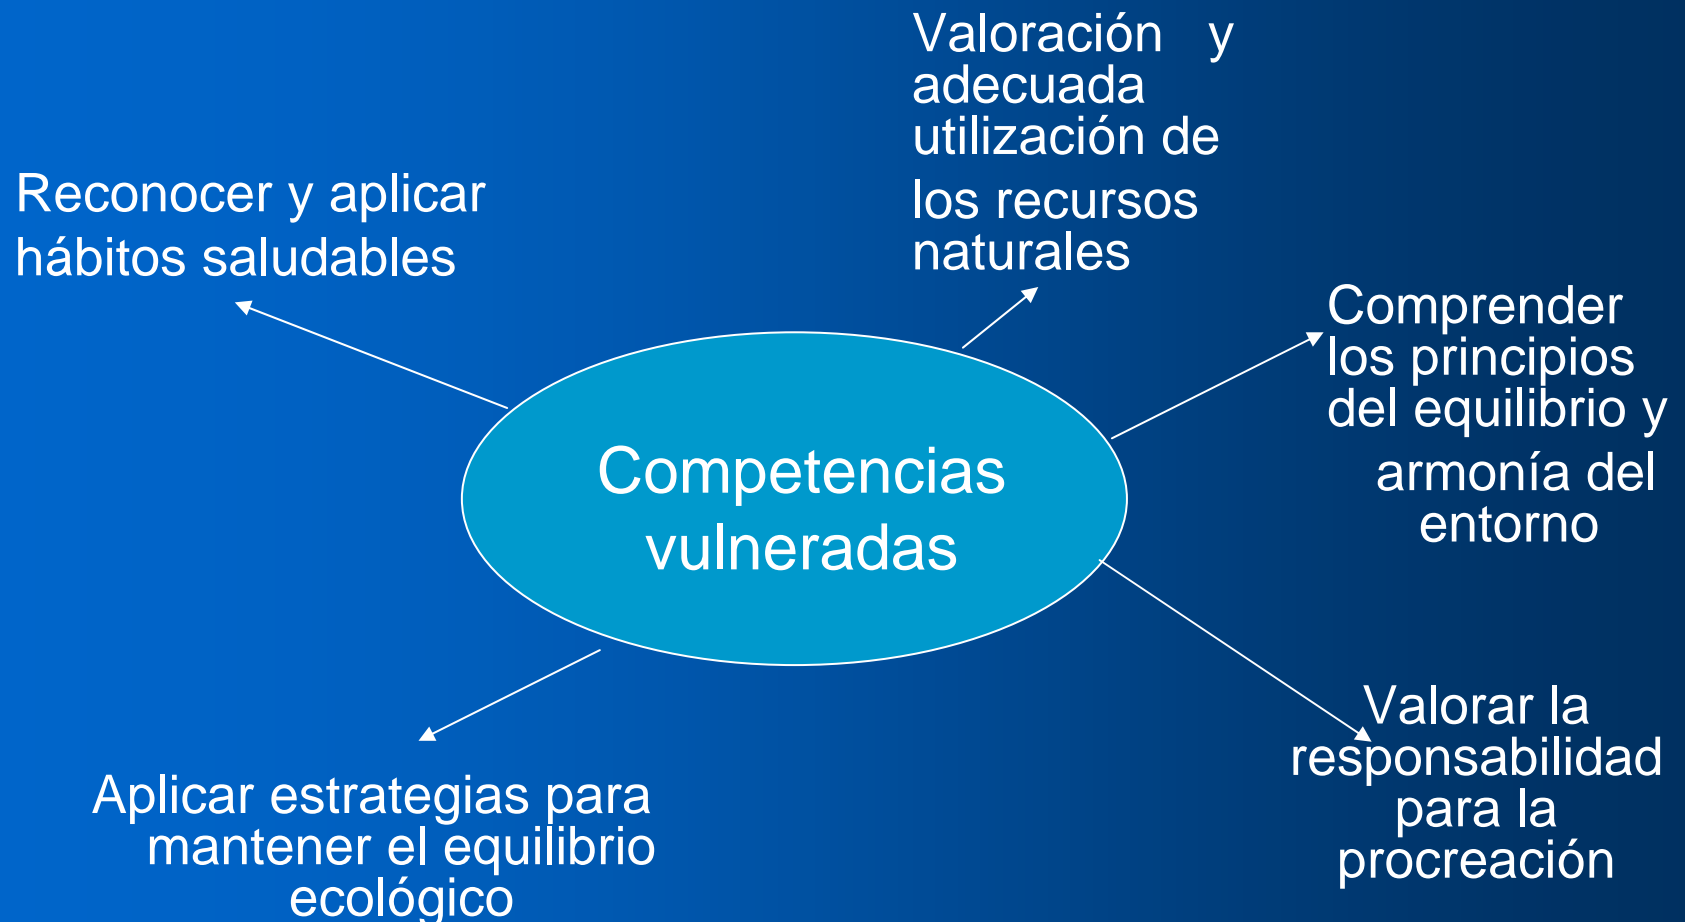 Valoración y
adecuada
utilización de
los recursos
naturales
Reconocer y aplicar
hábitos saludables
Comprender
los principios
del equilibrio y
armonía del
entorno
Competencias
vulneradas
Valorar la
responsabilidad
para la
procreación
Aplicar estrategias para
mantener el equilibrio
ecológico